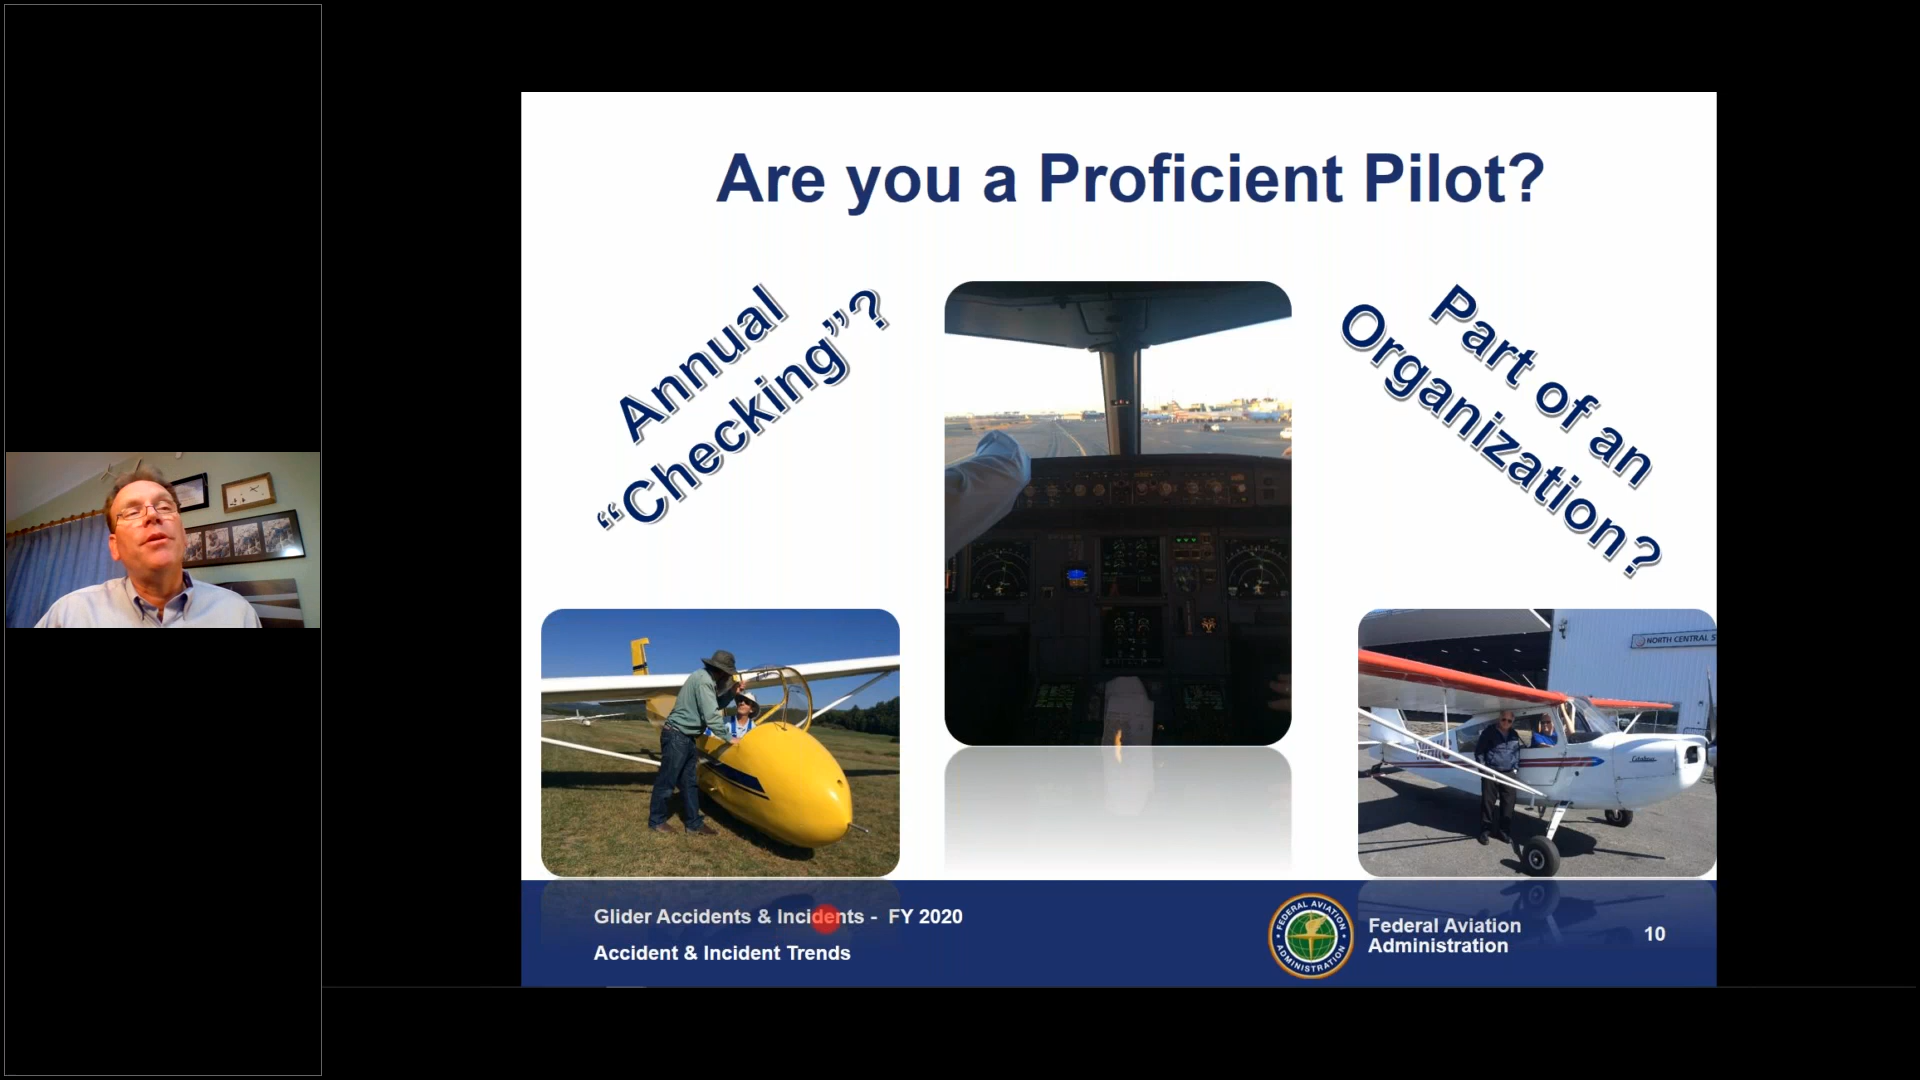 Are you a Proficient Pilot?
Annual
“Checking”?
Part of an
Organization?
NORTH CENTRAL S
Citabria
Glider Accidents & Incidents - FY 2020
Accident & Incident Trends
FEDERAL AVIATION
ADMINISTRATION
Federal Aviation
Administration
10